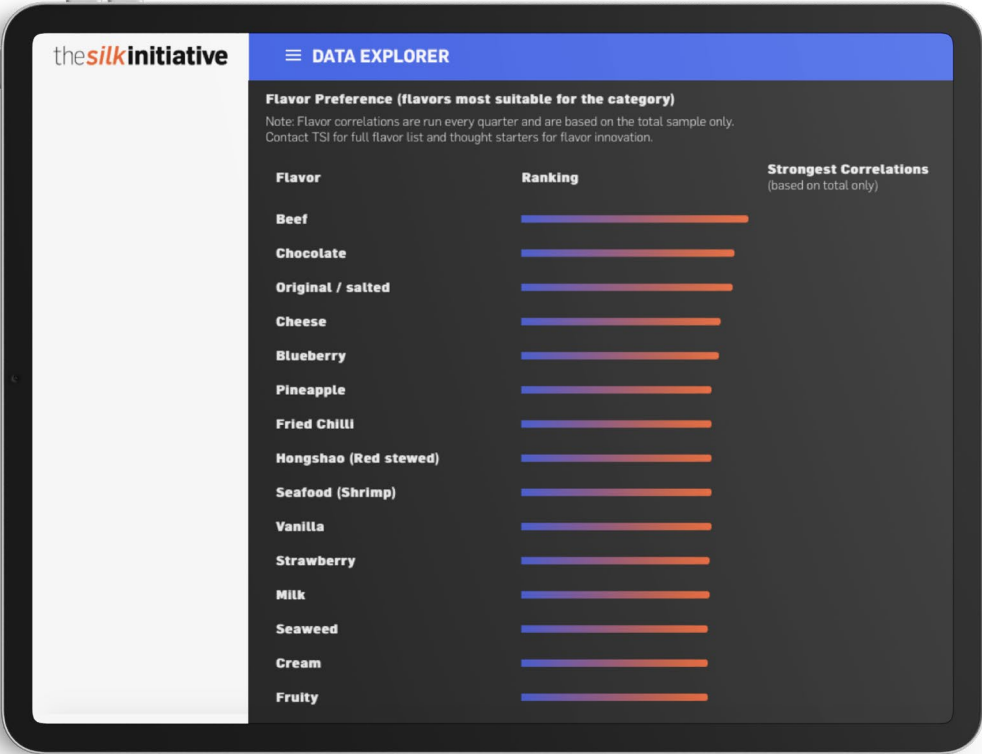 thesilkinitiative
DATA EXPLORER
Flavor Preference (flavors most suitable for the category)
Note: Flavor correlations are run every quarter and are based on the total sample only.
Contact TSI for full flavor list and thought starters for flavor innovation.
Flavor Ranking Strongest Correlations
(based on total only)
Beef
Chocolate
Original / salted
Cheese
Blueberry
Pineapple
Fried Chilli
Hongshao (Red stewed)
Seafood (Shrimp)
Vanilla
Strawberry
Milk
Seaweed
Cream
Fruity